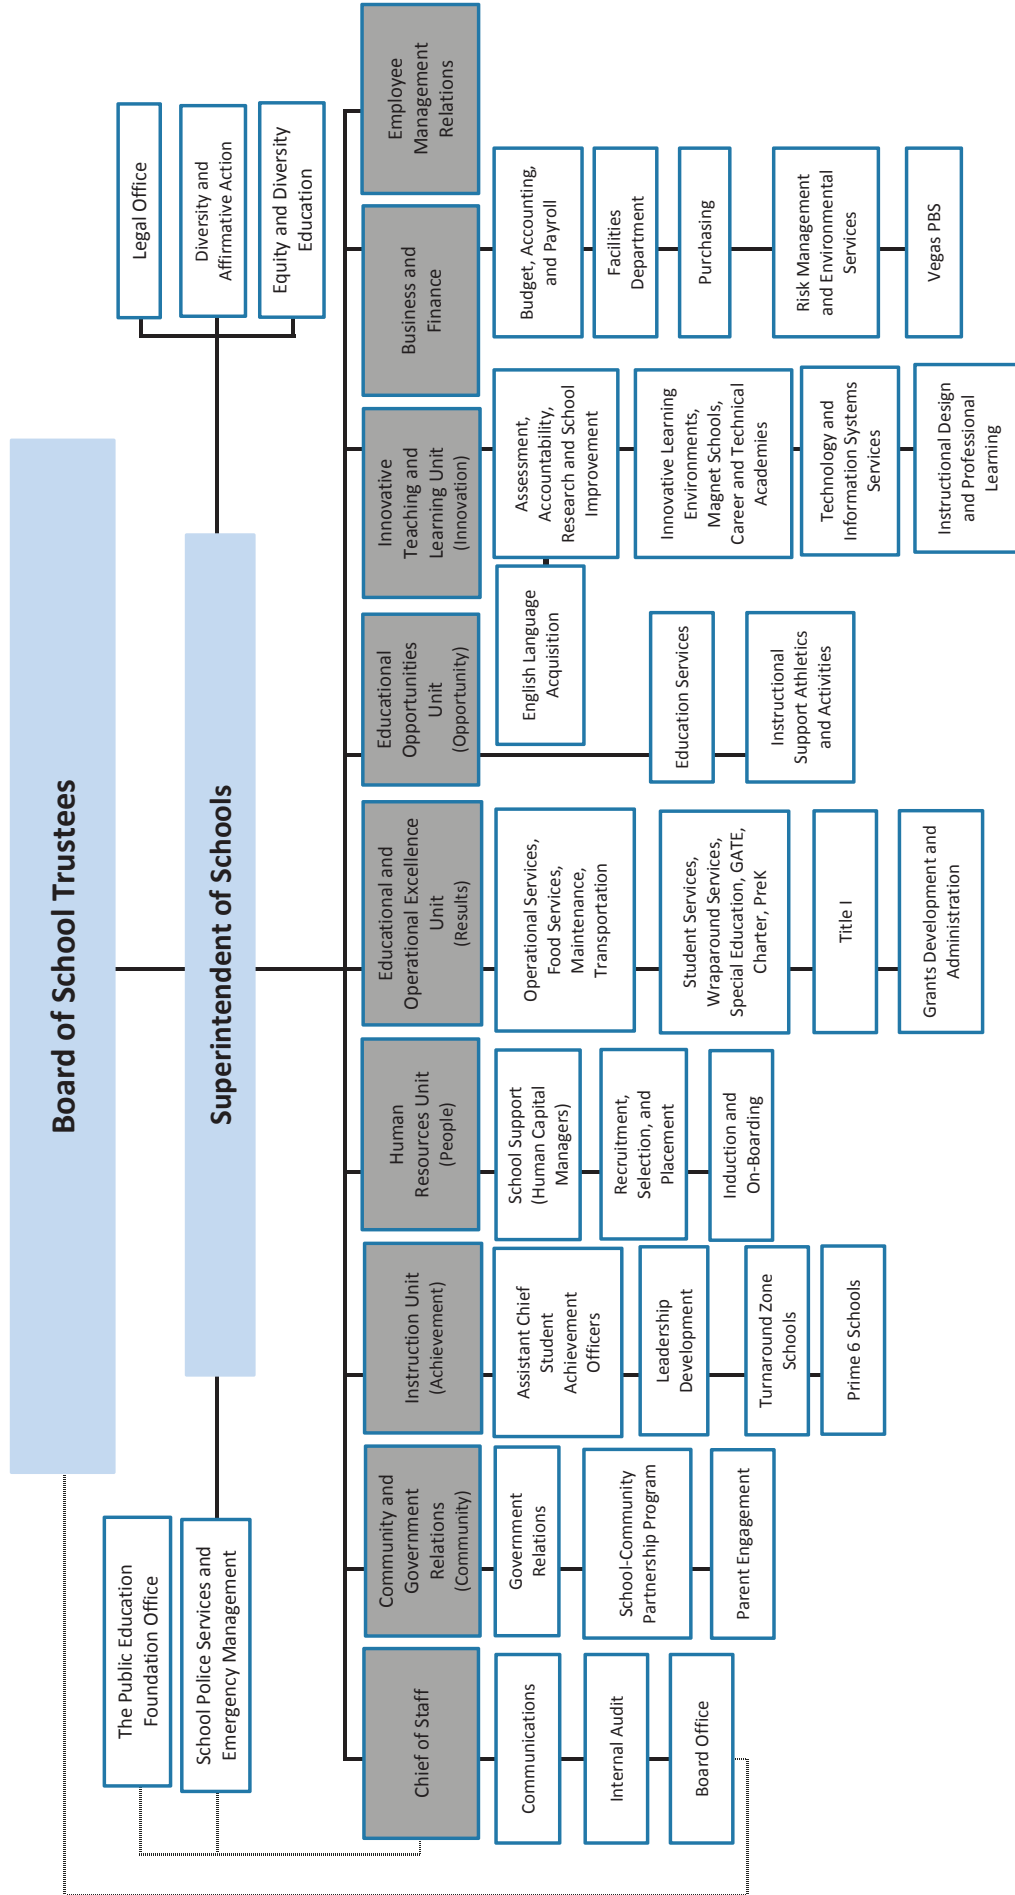 Board of School Trustees
Superintendent of Schools
The Public Education
Foundation Office
School Police Services and
Emergency Management
Legal Office
Diversity and
Affirmative Action
Equity and Diversity
Education
Chief of Staff
Communications
Internal Audit
Board Office
Community and
Government
Relations
(Community)
Government
Relations
School-Community
Partnership Program
Parent Engagement
Instruction Unit
(Achievement)
Assistant Chief
Student
Achievement
Officers
Leadership
Development
Turnaround Zone
Schools
Prime 6 Schools
Human
Resources Unit
(People)
School Support
(Human Capital
Managers)
Recruitment,
Selection, and
Placement
Induction and
On-Boarding
Educational and
Operational Excellence
Unit
(Results)
Operational Services,
Food Services,
Maintenance,
Transportation
Student Services,
Wraparound Services,
Special Education, GATE,
Charter, PreK
Title I
Grants Development and
Administration
Educational
Opportunities
Unit
(Opportunity)
Education Services
Instructional
Support Athletics
and Activities
Innovative
Teaching and
Learning Unit
(Innovation)
English Language
Acquisition
Assessment,
Accountability,
Research and School
Improvement
Innovative Learning
Environments,
Magnet Schools,
Career and Technical
Academies
Technology and
Information Systems
Services
Instructional Design
and Professional
Learning
Business and
Finance
Budget, Accounting,
and Payroll
Facilities
Department
Purchasing
Risk Management
and Environmental
Services
Vegas PBS
Employee
Management
Relations